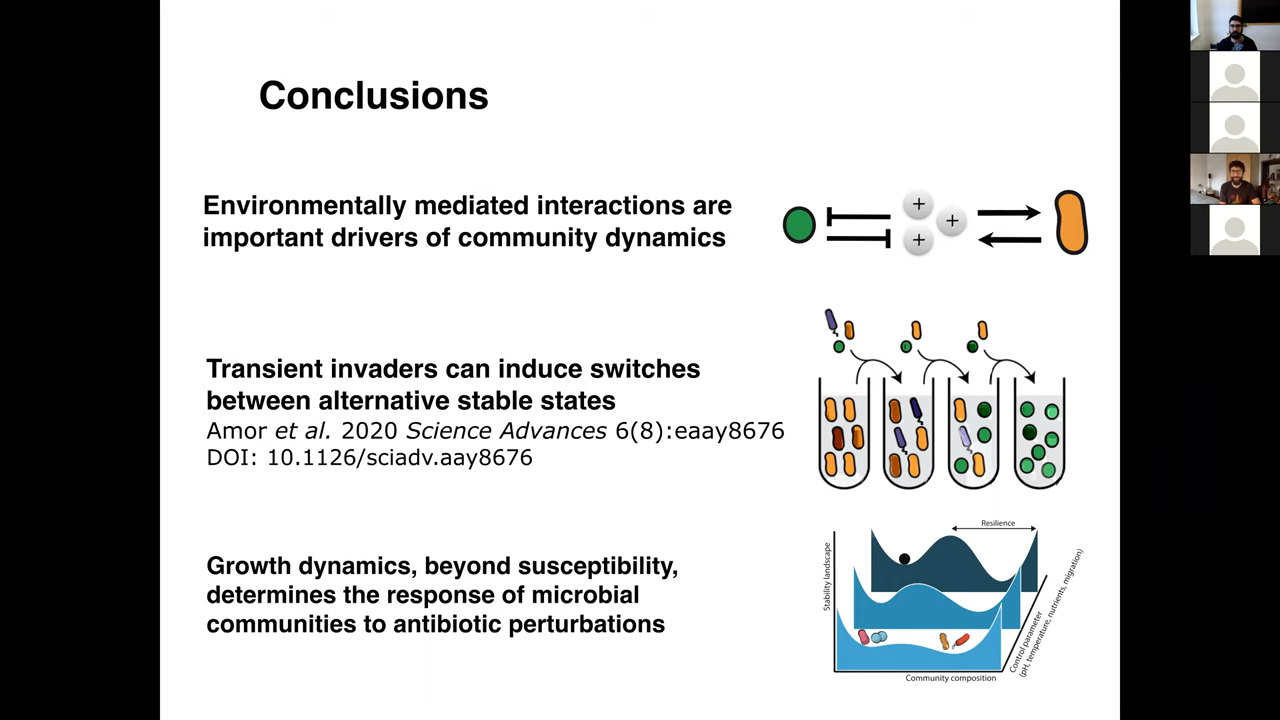 Conclusions
Environmentally mediated interactions are
important drivers of community dynamics
+
+
+
Transient invaders can induce switches
between alternative stable states
Amor et al. 2020 Science Advances 6(8):eaay8676
DOI: 10.1126/sciadv.aay8676
Growth dynamics, beyond susceptibility,
determines the response of microbial
communities to antibiotic perturbations
Resilience
Stability landscape
Community composition
Control parameter
(pH, temperature, nutrients, migration)